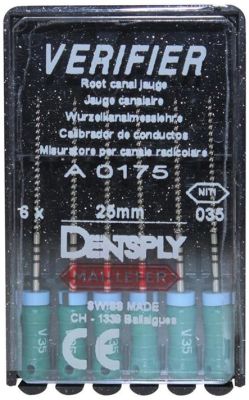 VERIFIER
Root canal jauge
Jauge canalaire
Wurzelkanalmesslehre
Calibrador de conductos
Misuratore per canale radicolare
A 0175
NiTi
6 x 25mm 035
DENTSPLY
MAILLEFER
SWISS MADE
CH - 1338 Ballaigues
CE
V35 V35 V35